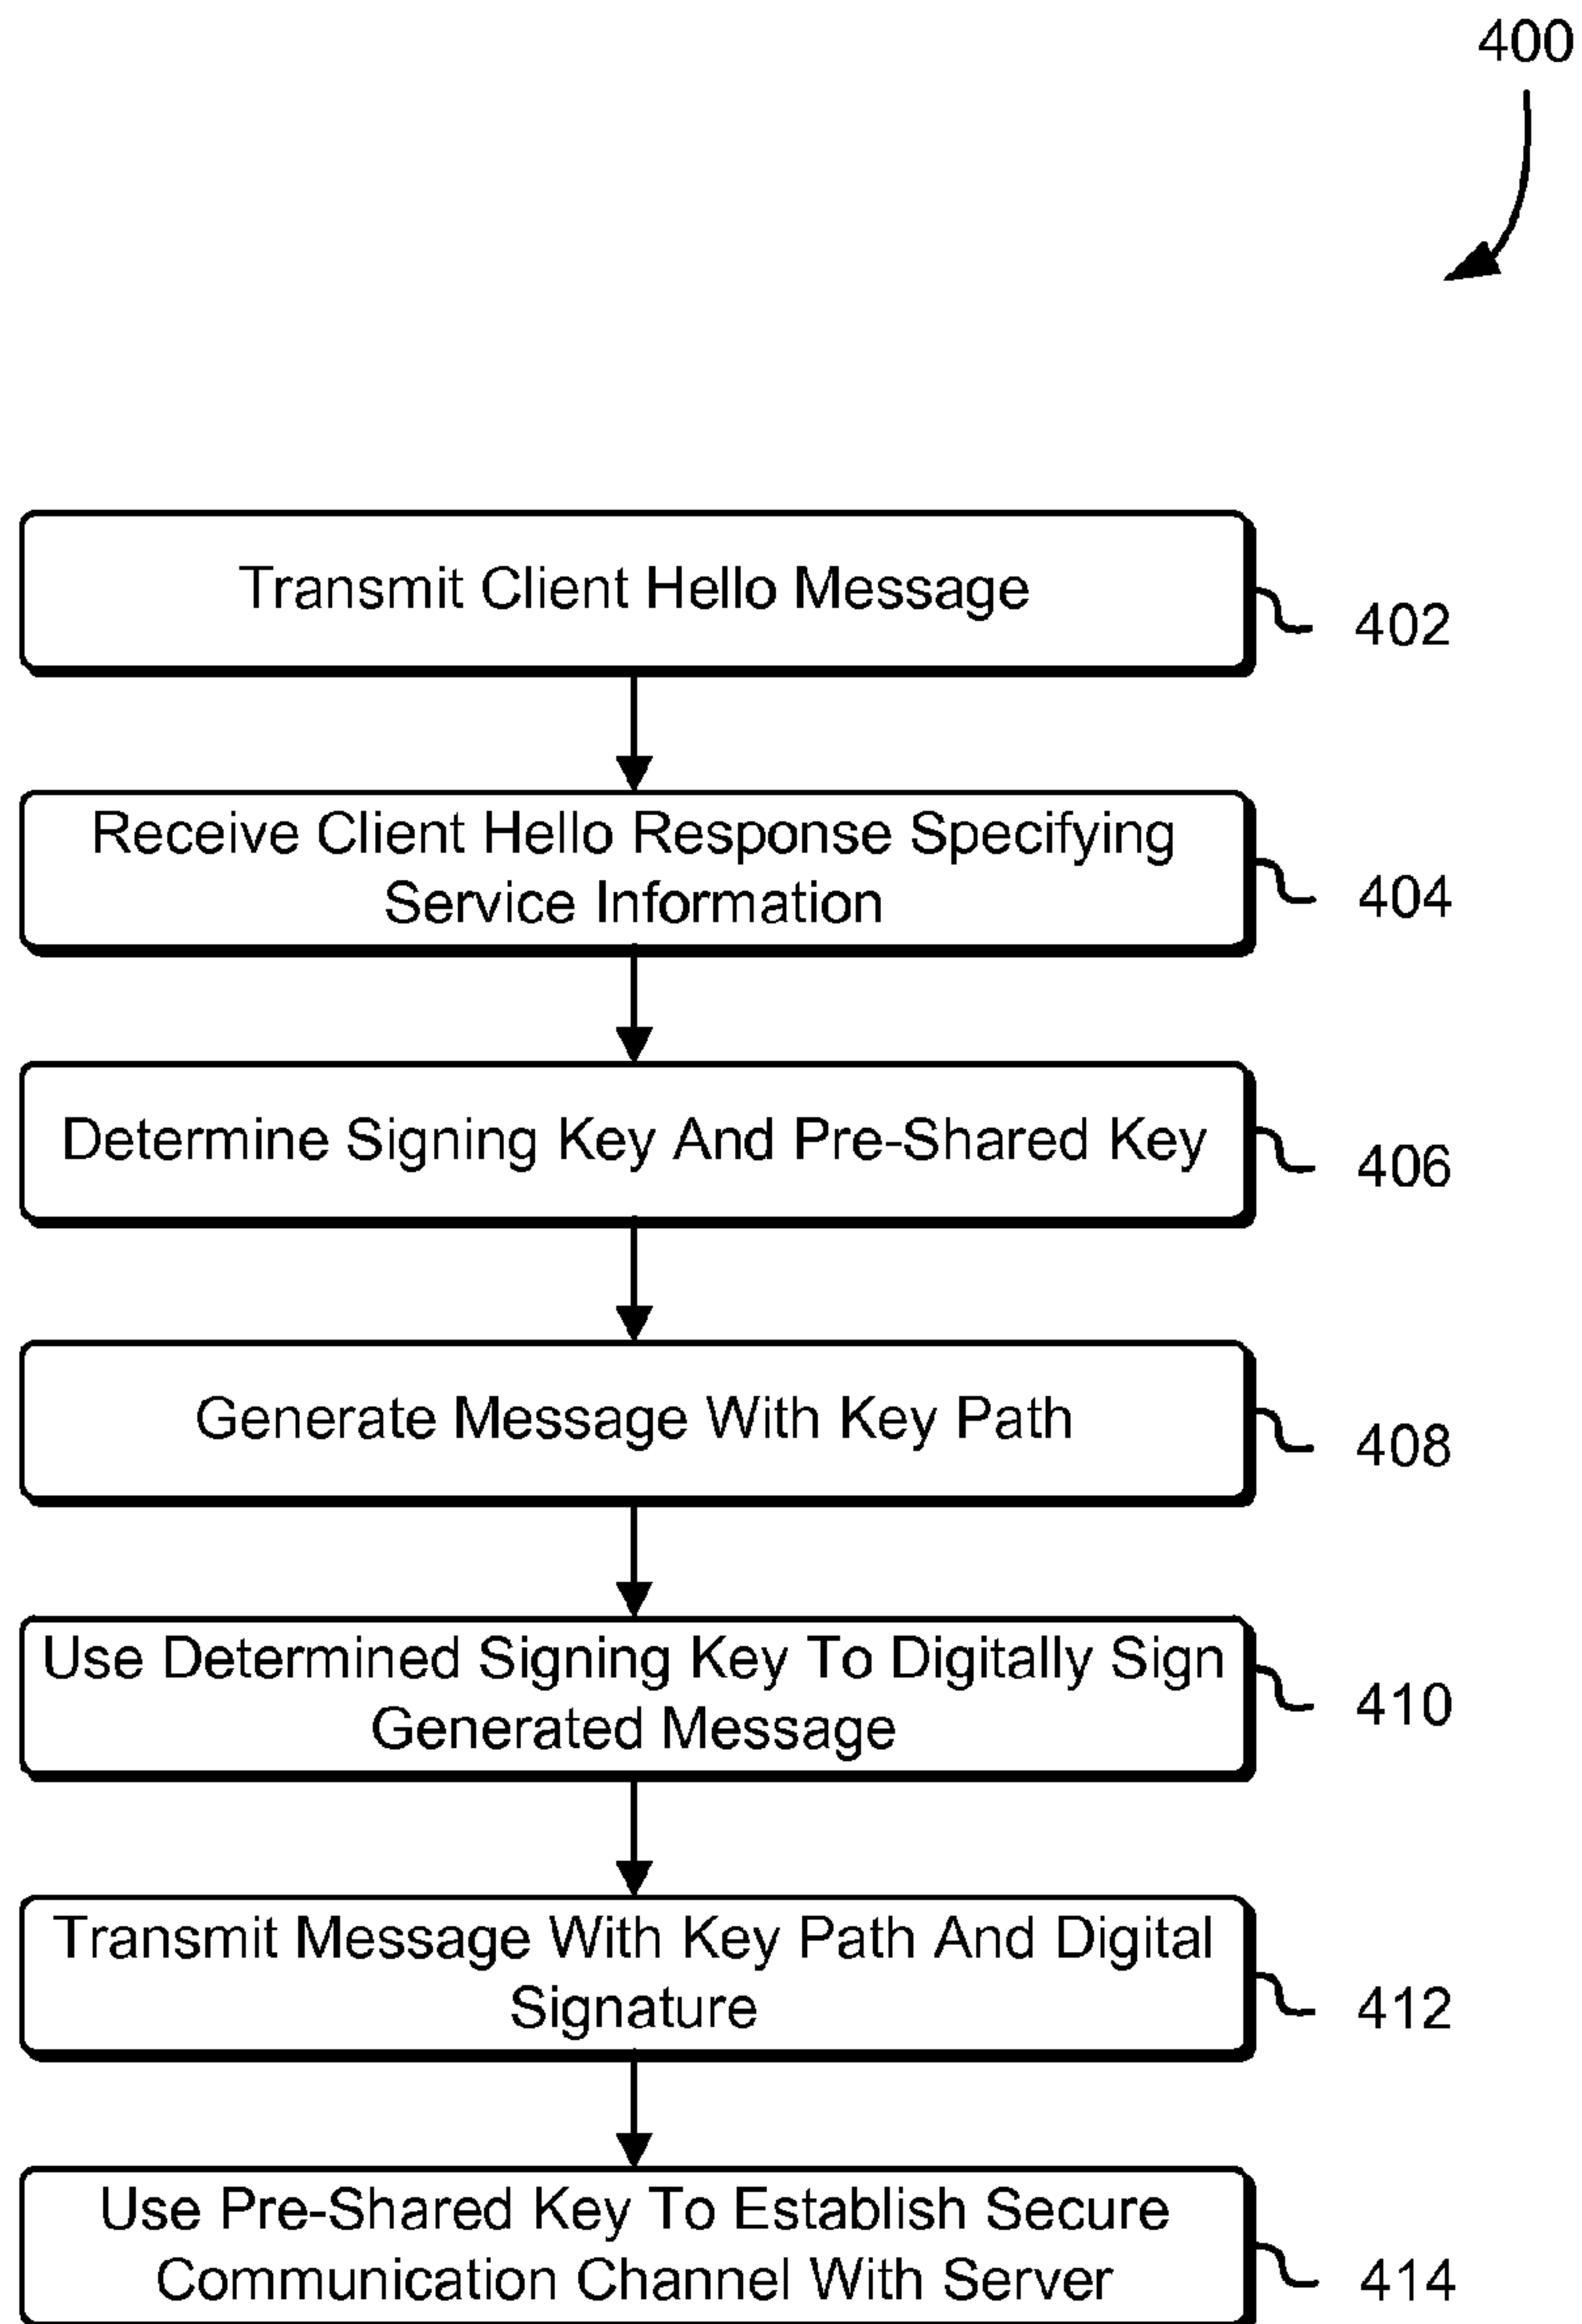 400
Transmit Client Hello Message
402
Receive Client Hello Response Specifying
Service Information
404
Determine Signing Key And Pre-Shared Key
406
Generate Message With Key Path
408
Use Determined Signing Key To Digitally Sign
Generated Message
410
Transmit Message With Key Path And Digital
Signature
412
Use Pre-Shared Key To Establish Secure
Communication Channel With Server
414